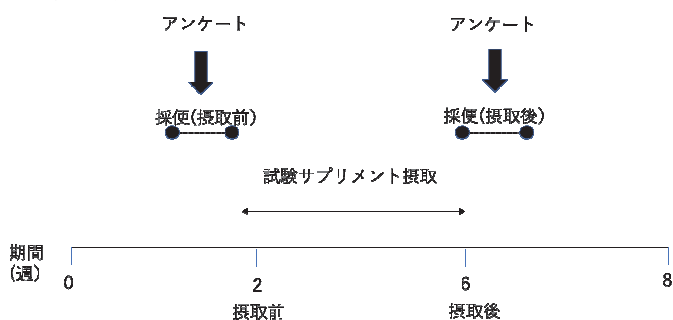 アンケート
アンケート
採便(摂取前)
採便(摂取後)
試験サプリメント摂取
期間
(週)
0
2
6
8
摂取前
摂取後